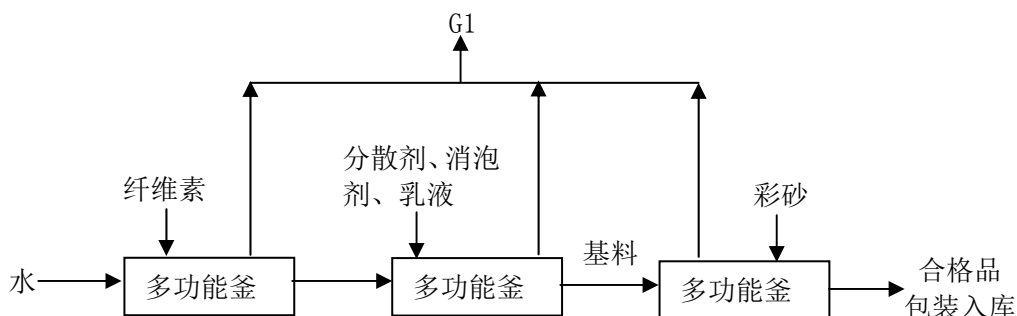 G1
分散剂、消泡
剂、乳液
纤维素
彩砂
基料
水
多功能釜
多功能釜
多功能釜
合格品
包装入库